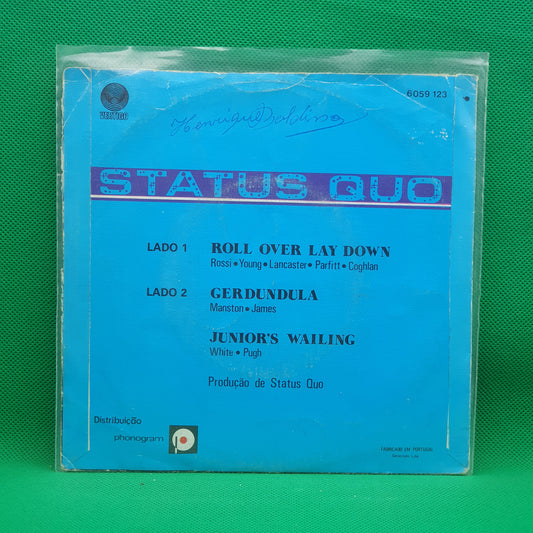 VERTIGO
6059 123
STATUS QUO
LADO 1 ROLL OVER LAY DOWN
Rossi • Young • Lancaster • Parfitt • Coghlan
LADO 2 GERDUNDULA
Manston • James
JUNIOR'S WAILING
White • Pugh
Produção de Status Quo
Distribuição
phonogram
FABRICADO EM PORTUGAL